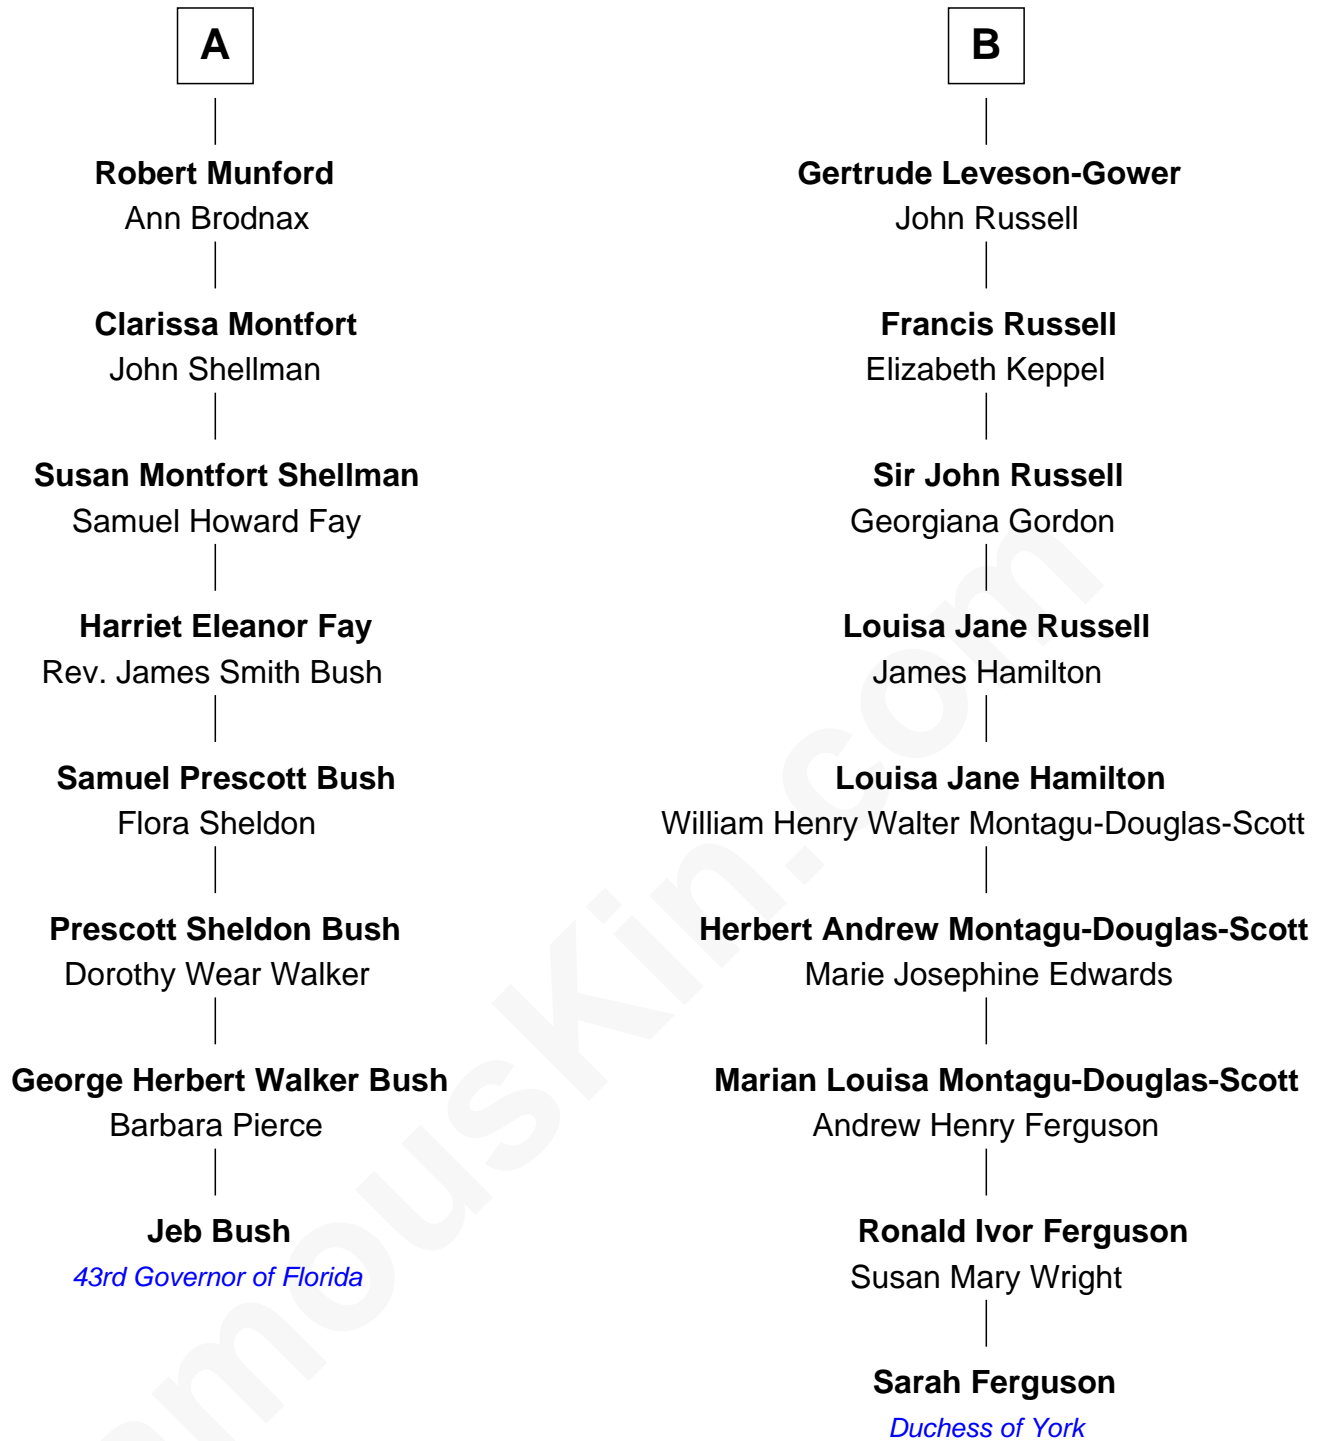 A
Robert Munford
Ann Brodnax
Clarissa Montfort
John Shellman
Susan Montfort Shellman
Samuel Howard Fay
Harriet Eleanor Fay
Rev. James Smith Bush
Samuel Prescott Bush
Flora Sheldon
Prescott Sheldon Bush
Dorothy Wear Walker
George Herbert Walker Bush
Barbara Pierce
Jeb Bush
43rd Governor of Florida
B
Gertrude Leveson-Gower
John Russell
Francis Russell
Elizabeth Keppel
Sir John Russell
Georgiana Gordon
Louisa Jane Russell
James Hamilton
Louisa Jane Hamilton
William Henry Walter Montagu-Douglas-Scott
Herbert Andrew Montagu-Douglas-Scott
Marie Josephine Edwards
Marian Louisa Montagu-Douglas-Scott
Andrew Henry Ferguson
Ronald Ivor Ferguson
Susan Mary Wright
Sarah Ferguson
Duchess of York
amouskin.com